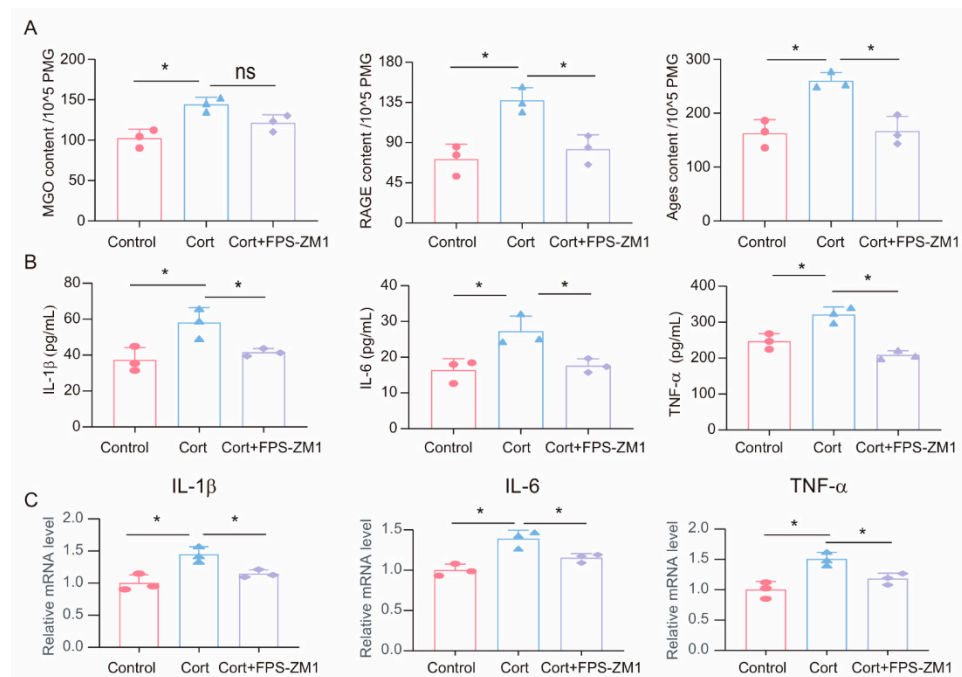 A
MGO content /10^5 PMG
200
150
100
50
0
*
ns
Control Cort Cort+FPS-ZM1
RAGE content /10^5 PMG
180
135
90
45
0
*
*
Control Cort Cort+FPS-ZM1
Ages content /10^5 PMG
300
200
100
0
*
*
Control Cort Cort+FPS-ZM1
B
IL-1β (pg/mL)
80
60
40
20
0
*
*
Control Cort Cort+FPS-ZM1
IL-6 (pg/mL)
40
30
20
10
0
*
*
Control Cort Cort+FPS-ZM1
TNF-α (pg/mL)
400
300
200
100
0
*
*
Control Cort Cort+FPS-ZM1
C
IL-1β
Relative mRNA level
2.0
1.5
1.0
0.5
0.0
*
*
Control Cort Cort+FPS-ZM1
IL-6
Relative mRNA level
1.5
1.0
0.5
0.0
*
*
Control Cort Cort+FPS-ZM1
TNF-α
Relative mRNA level
2.0
1.5
1.0
0.5
0.0
*
*
Control Cort Cort+FPS-ZM1